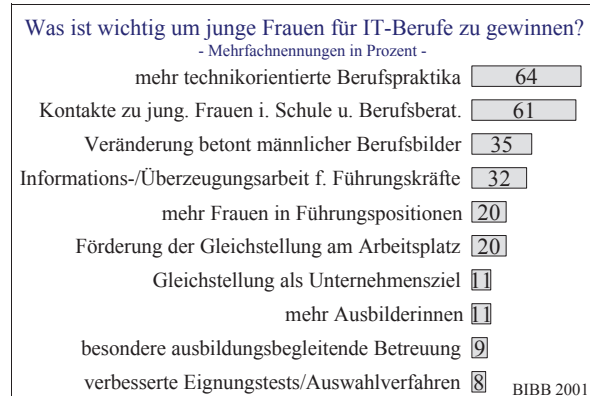 Was ist wichtig um junge Frauen für IT-Berufe zu gewinnen?
- Mehrfachnennungen in Prozent -
mehr technikorientierte Berufspraktika 64
Kontakte zu jung. Frauen i. Schule u. Berufsberat. 61
Veränderung betont männlicher Berufsbilder 35
Informations-/Überzeugungsarbeit f. Führungskräfte 32
mehr Frauen in Führungspositionen 20
Förderung der Gleichstellung am Arbeitsplatz 20
Gleichstellung als Unternehmensziel 11
mehr Ausbilderinnen 11
besondere ausbildungsbegleitende Betreuung 9
verbesserte Eignungstests/Auswahlverfahren 8 BIBB 2001